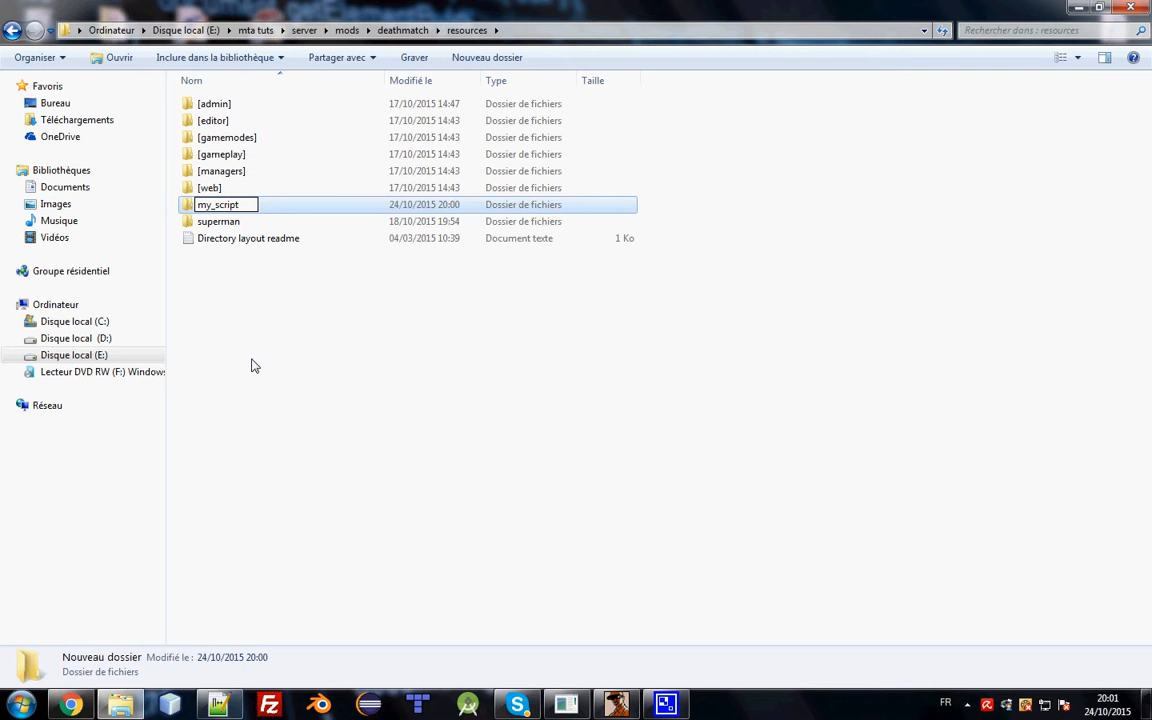 Ordinateur Disque local (E:) mta tuts server mods deathmatch resources Rechercher dans : resources
Organiser Ouvrir Inclure dans la bibliothèque Partager avec Graver Nouveau dossier
Favoris
Bureau
Téléchargements
OneDrive
Bibliothèques
Documents
Images
Musique
Vidéos
Groupe résidentiel
Ordinateur
Disque local (C:)
Disque local (D:)
Disque local (E:)
Lecteur DVD RW (F:) Windows
Réseau
Nom Modifié le Type Taille
[admin] 17/10/2015 14:47 Dossier de fichiers
[editor] 17/10/2015 14:43 Dossier de fichiers
[gamemodes] 17/10/2015 14:43 Dossier de fichiers
[gameplay] 17/10/2015 14:43 Dossier de fichiers
[managers] 17/10/2015 14:43 Dossier de fichiers
[web] 17/10/2015 14:43 Dossier de fichiers
my_script 24/10/2015 20:00 Dossier de fichiers
superman 18/10/2015 19:54 Dossier de fichiers
Directory layout readme 04/03/2015 10:39 Document texte 1 Ko
Nouveau dossier Modifié le : 24/10/2015 20:00
Dossier de fichiers
FR 20:01
24/10/2015